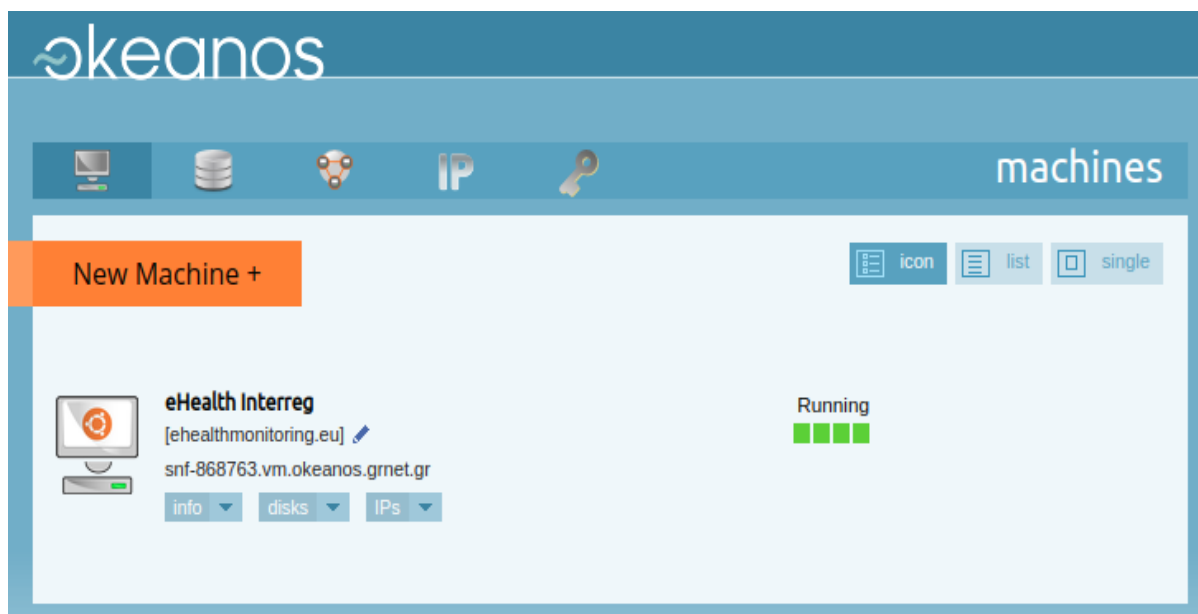 ~okeanos
IP
machines
New Machine +
icon
list
single
eHealth Interreg
[ehealthmonitoring.eu]
snf-868763.vm.okeanos.grnet.gr
info
disks
IPs
Running